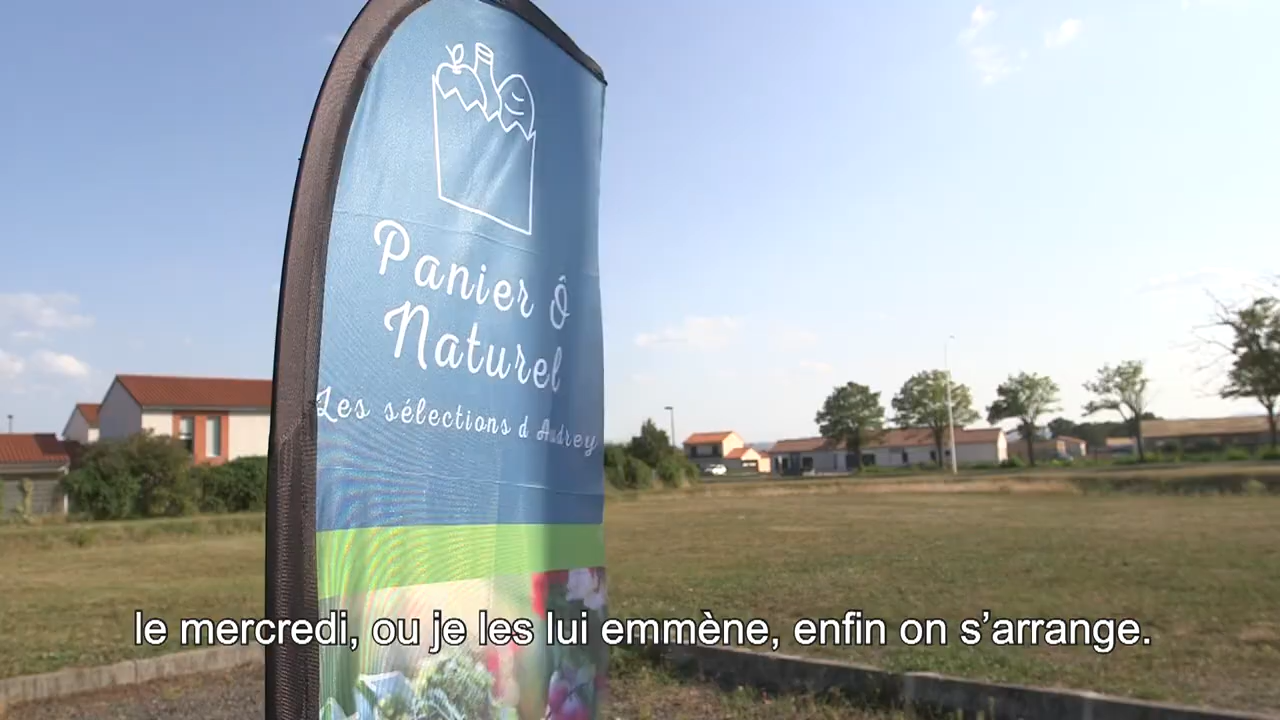 Panier Ô
Naturel
Les sélections d Audrey
le mercredi, ou je les lui emmène, enfin on s’arrange.